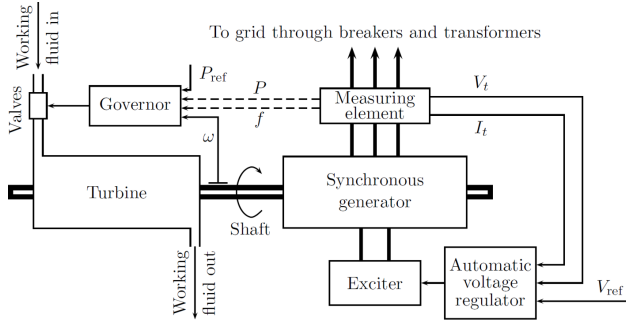 Working
fluid in
To grid through breakers and transformers
P_ref
Valves
Governor
P
f
Measuring
element
V_t
I_t
ω
Turbine
Synchronous
generator
Shaft
Working
fluid out
Exciter
Automatic
voltage
regulator
V_ref